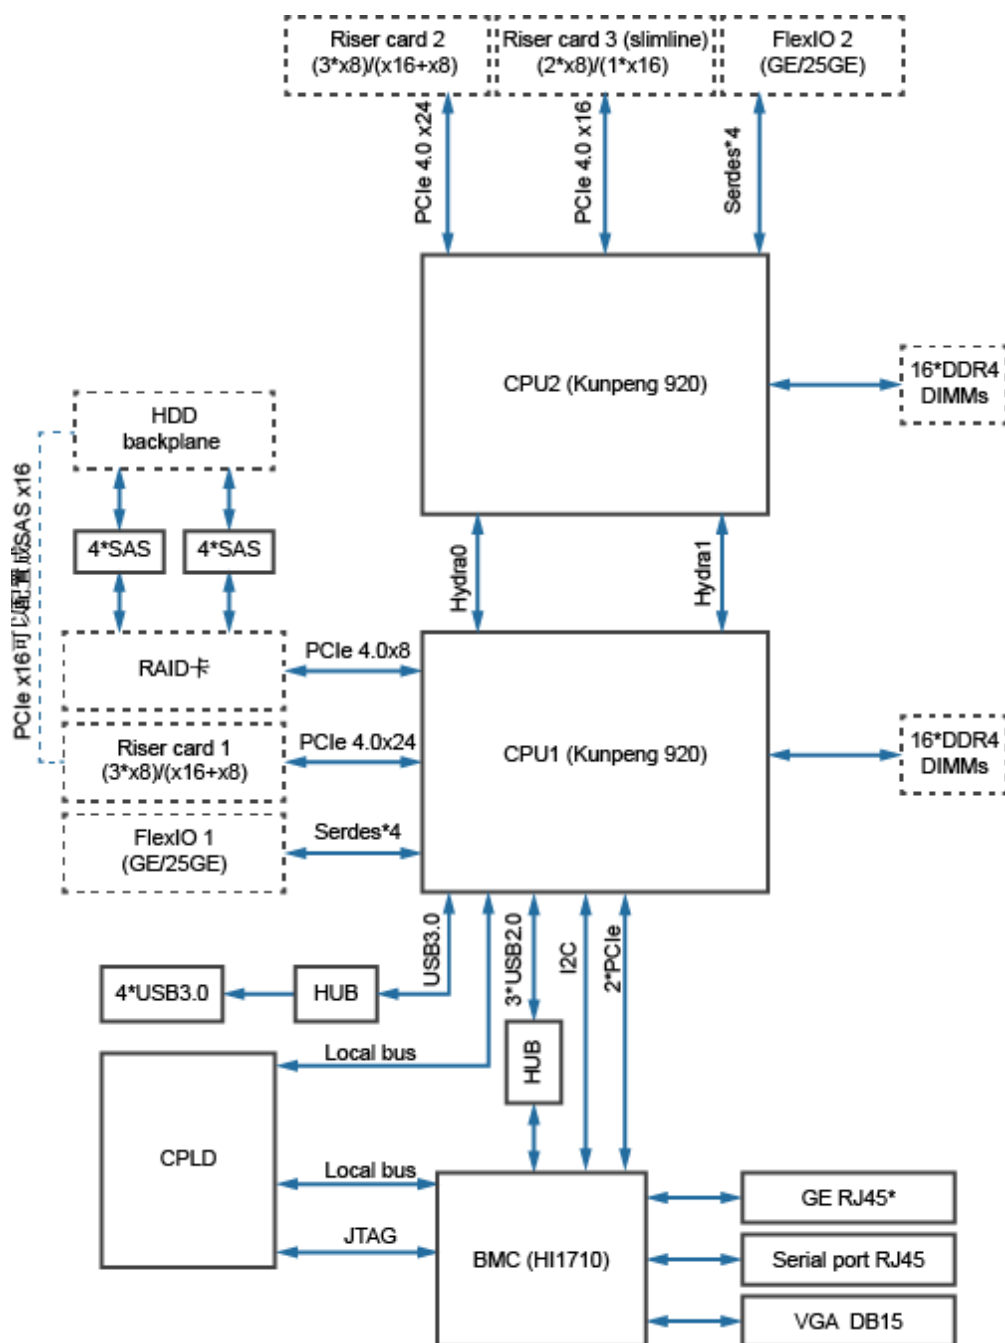 Riser card 2
(3*x8)/(x16+x8)
Riser card 3 (slimline)
(2*x8)/(1*x16)
FlexIO 2
(GE/25GE)
PCIe 4.0 x24
PCIe 4.0 x16
Serdes*4
CPU2 (Kunpeng 920)
16*DDR4
DIMMs
HDD
backplane
4*SAS
4*SAS
PCIe x16可以配置成SAS x16
Hydra0
Hydra1
RAID卡
PCIe 4.0x8
Riser card 1
(3*x8)/(x16+x8)
PCIe 4.0x24
CPU1 (Kunpeng 920)
16*DDR4
DIMMs
FlexIO 1
(GE/25GE)
Serdes*4
USB3.0
3*USB2.0
I2C
2*PCIe
4*USB3.0
HUB
HUB
Local bus
CPLD
Local bus
JTAG
BMC (HI1710)
GE RJ45*
Serial port RJ45
VGA DB15